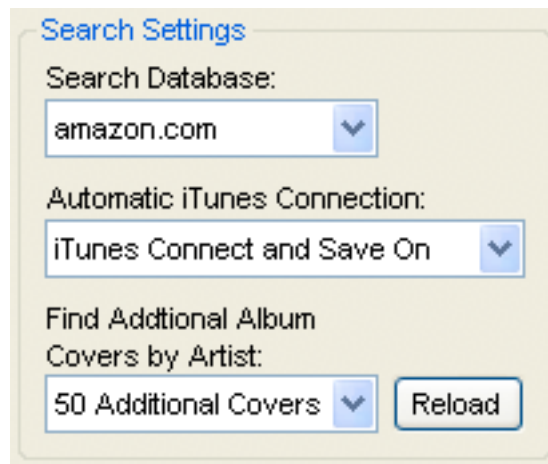 Search Settings
Search Database:
amazon.com
Automatic iTunes Connection:
iTunes Connect and Save On
Find Addtional Album
Covers by Artist:
50 Additional Covers Reload